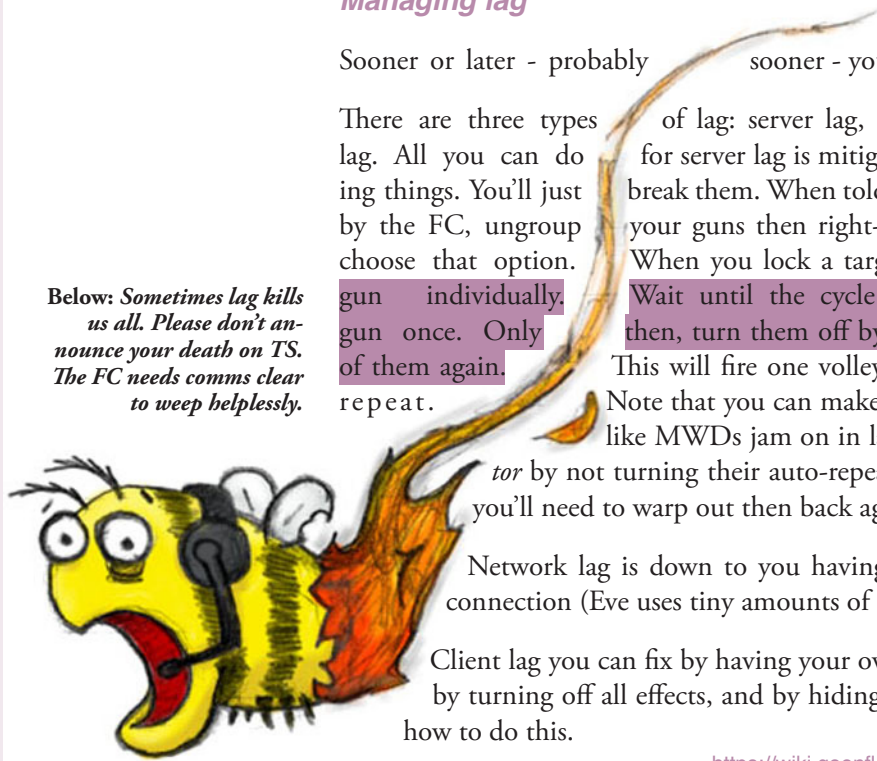 Managing lag
Sooner or later - probably sooner - yo
There are three types of lag: server lag,
lag. All you can do for server lag is mitig
ing things. You'll just break them. When tol
by the FC, ungroup your guns then right-
choose that option. When you lock a targ
gun individually. Wait until the cycle
gun once. Only then, turn them off by
of them again. This will fire one volley
repeat. Note that you can make
like MWDs jam on in l
tor by not turning their auto-repea
you'll need to warp out then back ag
Below: Sometimes lag kills
us all. Please don't an-
nounce your death on TS.
The FC needs comms clear
to weep helplessly.
Network lag is down to you having
connection (Eve uses tiny amounts of
Client lag you can fix by having your ov
by turning off all effects, and by hiding
how to do this.